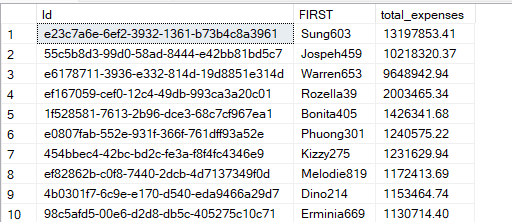 Id FIRST total_expenses
1 e23c7a6e-6ef2-3932-1361-b73b4c8a3961 Sung603 13197853.41
2 55c5b8d3-99d0-58ad-8444-e42bb81bd5c7 Jospeh459 10218320.37
3 e6178711-3936-e332-814d-19d8851e314d Warren653 9648942.94
4 ef167059-cef0-12c4-49db-993ca3a20c01 Rozella39 2003465.34
5 1f528581-7613-2b96-dce3-68c7cf967ea1 Bonita405 1426341.68
6 e0807fab-552e-931f-366f-761dff93a52e Phuong301 1240575.22
7 454bbec4-42bc-bd2c-fe3a-f8f4fc4346e9 Kizzy275 1231629.94
8 ef82862b-c0f8-7440-2dcb-4d7137349f0d Melodie819 1172413.69
9 4b0301f7-6c9e-e170-d540-eda9466a29d7 Dino214 1153464.74
10 98c5afd5-00e6-d2d8-db5c-405275c10c71 Erminia669 1130714.40